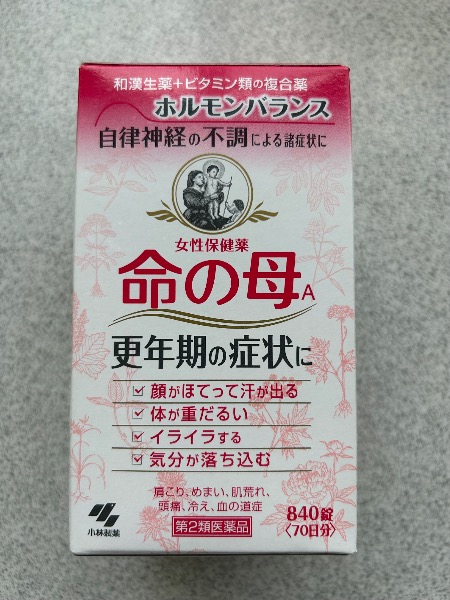 和漢生薬+ビタミン類の複合薬
ホルモンバランス
自律神経の不調による諸症状に
女性保健薬
命の母A
更年期の症状に
顔がほてって汗が出る
体が重だるい
イライラする
気分が落ち込む
肩こり、めまい、肌荒れ、
頭痛、冷え、血の道症
第2類医薬品
840錠
〈70日分〉
小林製薬